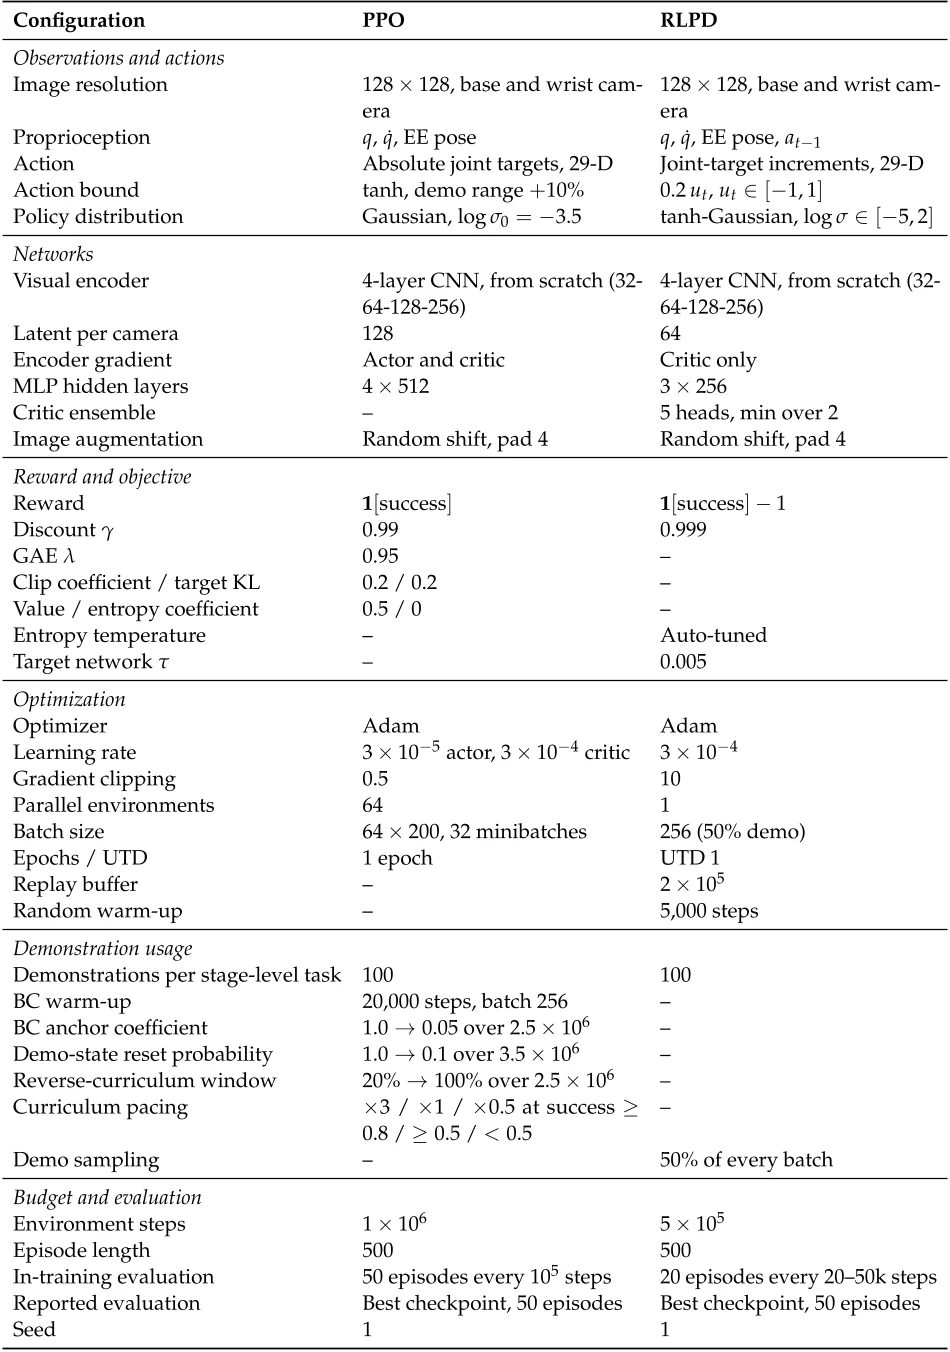 Configuration PPO RLPD
Observations and actions
Image resolution 128 × 128, base and wrist cam- 128 × 128, base and wrist cam-
era era
Proprioception q, q̇, EE pose q, q̇, EE pose, a_{t−1}
Action Absolute joint targets, 29-D Joint-target increments, 29-D
Action bound tanh, demo range +10% 0.2 u_t, u_t ∈ [−1, 1]
Policy distribution Gaussian, log σ₀ = −3.5 tanh-Gaussian, log σ ∈ [−5, 2]
Networks
Visual encoder 4-layer CNN, from scratch (32- 4-layer CNN, from scratch (32-
64-128-256) 64-128-256)
Latent per camera 128 64
Encoder gradient Actor and critic Critic only
MLP hidden layers 4 × 512 3 × 256
Critic ensemble – 5 heads, min over 2
Image augmentation Random shift, pad 4 Random shift, pad 4
Reward and objective
Reward 1[success] 1[success] − 1
Discount γ 0.99 0.999
GAE λ 0.95 –
Clip coefficient / target KL 0.2 / 0.2 –
Value / entropy coefficient 0.5 / 0 –
Entropy temperature – Auto-tuned
Target network τ – 0.005
Optimization
Optimizer Adam Adam
Learning rate 3 × 10⁻⁵ actor, 3 × 10⁻⁴ critic 3 × 10⁻⁴
Gradient clipping 0.5 10
Parallel environments 64 1
Batch size 64 × 200, 32 minibatches 256 (50% demo)
Epochs / UTD 1 epoch UTD 1
Replay buffer – 2 × 10⁵
Random warm-up – 5,000 steps
Demonstration usage
Demonstrations per stage-level task 100 100
BC warm-up 20,000 steps, batch 256 –
BC anchor coefficient 1.0 → 0.05 over 2.5 × 10⁶ –
Demo-state reset probability 1.0 → 0.1 over 3.5 × 10⁶ –
Reverse-curriculum window 20% → 100% over 2.5 × 10⁶ –
Curriculum pacing ×3 / ×1 / ×0.5 at success ≥ –
0.8 / ≥ 0.5 / < 0.5
Demo sampling – 50% of every batch
Budget and evaluation
Environment steps 1 × 10⁶ 5 × 10⁵
Episode length 500 500
In-training evaluation 50 episodes every 10⁵ steps 20 episodes every 20–50k steps
Reported evaluation Best checkpoint, 50 episodes Best checkpoint, 50 episodes
Seed 1 1